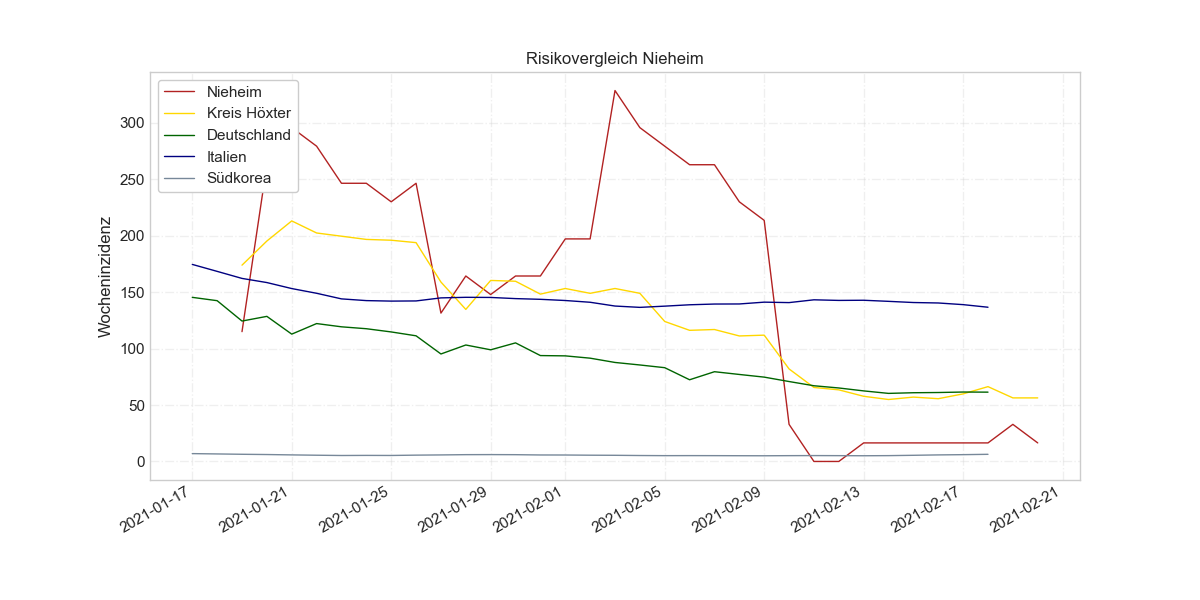 Risikovergleich Nieheim
Nieheim
Kreis Höxter
Deutschland
Italien
Südkorea
Wocheninzidenz
300
250
200
150
100
50
0
2021-01-17
2021-01-21
2021-01-25
2021-01-29
2021-02-01
2021-02-05
2021-02-09
2021-02-13
2021-02-17
2021-02-21